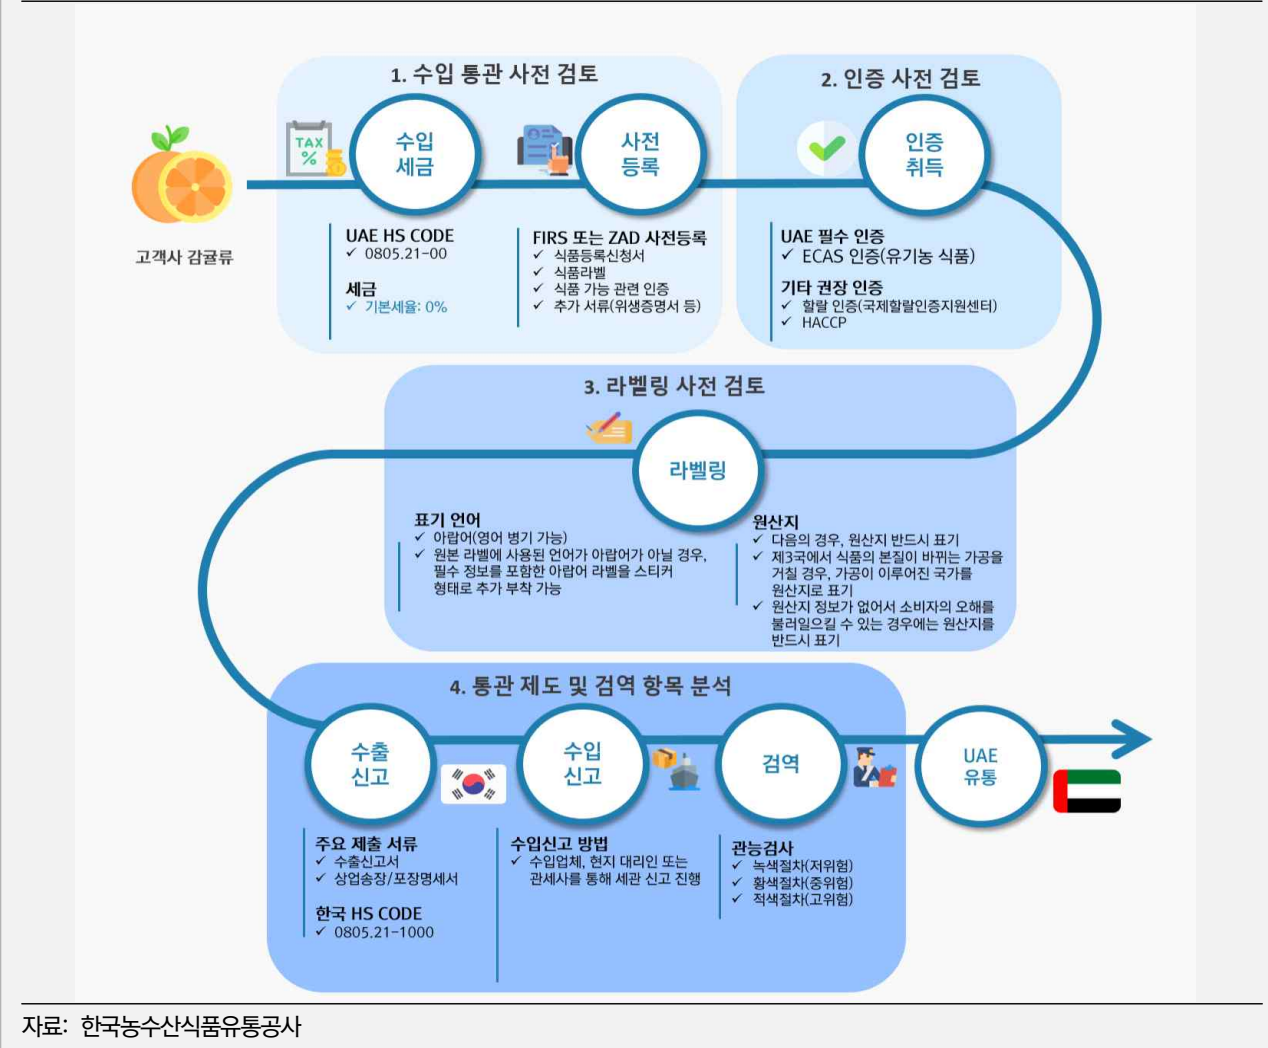 1. 수입 통관 사전 검토
TAX
%
수입
세금
사전
등록
고객사 감귤류
UAE HS CODE
✓ 0805.21-00
세금
✓ 기본세율: 0%
FIRS 또는 ZAD 사전등록
✓ 식품등록신청서
✓ 식품라벨
✓ 식품 가능 관련 인증
✓ 추가 서류(위생증명서 등)
2. 인증 사전 검토
인증
취득
UAE 필수 인증
✓ ECAS 인증(유기농 식품)
기타 권장 인증
✓ 할랄 인증(국제할랄인증지원센터)
✓ HACCP
3. 라벨링 사전 검토
라벨링
표기 언어
✓ 아랍어(영어 병기 가능)
✓ 원본 라벨에 사용된 언어가 아랍어가 아닐 경우,
필수 정보를 포함한 아랍어 라벨을 스티커
형태로 추가 부착 가능
원산지
✓ 다음의 경우, 원산지 반드시 표기
✓ 제3국에서 식품의 본질이 바뀌는 가공을
거칠 경우, 가공이 이루어진 국가를
원산지로 표기
✓ 원산지 정보가 없어서 소비자의 오해를
불러일으킬 수 있는 경우에는 원산지를
반드시 표기
4. 통관 제도 및 검역 항목 분석
수출
신고
수입
신고
검역
UAE
유통
주요 제출 서류
✓ 수출신고서
✓ 상업송장/포장명세서
한국 HS CODE
✓ 0805.21-1000
수입신고 방법
✓ 수입업체, 현지 대리인 또는
관세사를 통해 세관 신고 진행
관능검사
✓ 녹색절차(저위험)
✓ 황색절차(중위험)
✓ 적색절차(고위험)
자료: 한국농수산식품유통공사